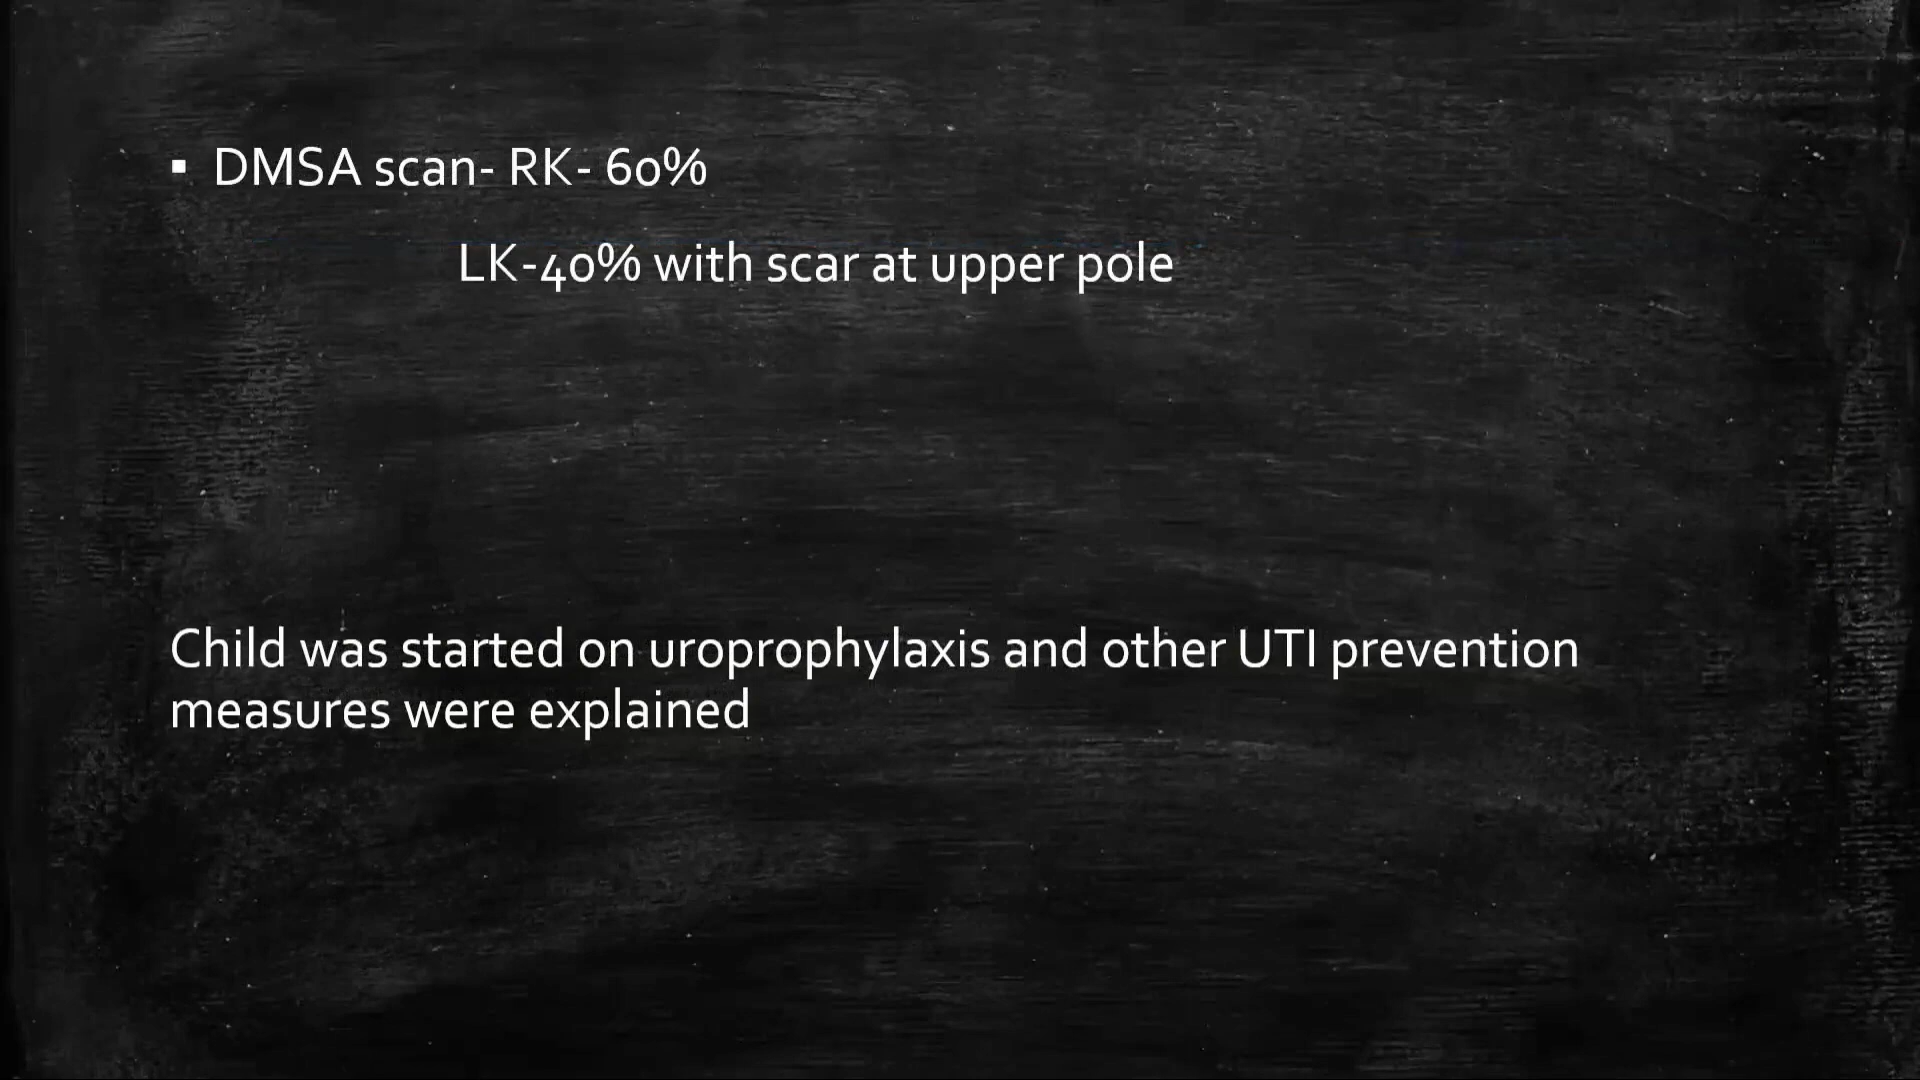 ▪ DMSA scan- RK- 60%
LK-40% with scar at upper pole
Child was started on uroprophylaxis and other UTI prevention
measures were explained